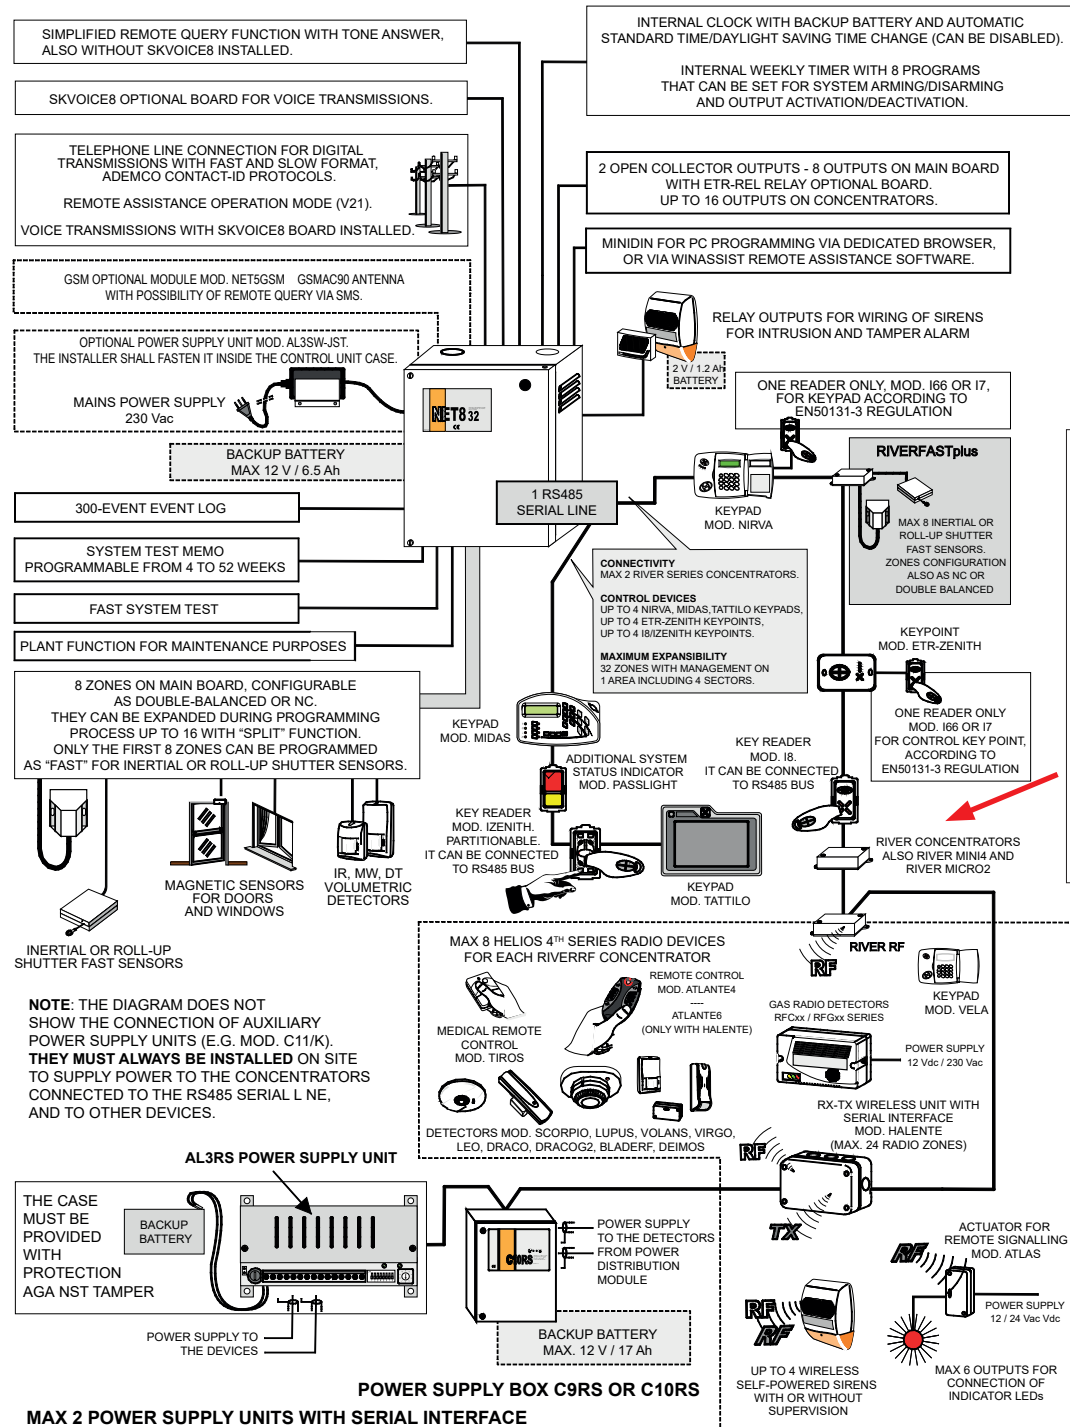 SIMPLIFIED REMOTE QUERY FUNCTION WITH TONE ANSWER,
ALSO WITHOUT SKVOICE8 INSTALLED.
SKVOICE8 OPTIONAL BOARD FOR VOICE TRANSMISSIONS.
TELEPHONE LINE CONNECTION FOR DIGITAL
TRANSMISSIONS WITH FAST AND SLOW FORMAT,
ADEMCO CONTACT-ID PROTOCOLS.
REMOTE ASSISTANCE OPERATION MODE (V21).
VOICE TRANSMISSIONS WITH SKVOICE8 BOARD INSTALLED.
GSM OPTIONAL MODULE MOD. NET5GSM GSMAC90 ANTENNA
WITH POSSIBILITY OF REMOTE QUERY VIA SMS.
OPTIONAL POWER SUPPLY UNIT MOD. AL3SW-JST.
THE INSTALLER SHALL FASTEN IT INSIDE THE CONTROL UNIT CASE.
MAINS POWER SUPPLY
230 Vac
BACKUP BATTERY
MAX 12 V / 6.5 Ah
300-EVENT EVENT LOG
SYSTEM TEST MEMO
PROGRAMMABLE FROM 4 TO 52 WEEKS
FAST SYSTEM TEST
PLANT FUNCTION FOR MAINTENANCE PURPOSES
8 ZONES ON MAIN BOARD, CONFIGURABLE
AS DOUBLE-BALANCED OR NC.
THEY CAN BE EXPANDED DURING PROGRAMMING
PROCESS UP TO 16 WITH “SPLIT” FUNCTION.
ONLY THE FIRST 8 ZONES CAN BE PROGRAMMED
AS “FAST” FOR INERTIAL OR ROLL-UP SHUTTER SENSORS.
INTERNAL CLOCK WITH BACKUP BATTERY AND AUTOMATIC
STANDARD TIME/DAYLIGHT SAVING TIME CHANGE (CAN BE DISABLED).
INTERNAL WEEKLY TIMER WITH 8 PROGRAMS
THAT CAN BE SET FOR SYSTEM ARMING/DISARMING
AND OUTPUT ACTIVATION/DEACTIVATION.
2 OPEN COLLECTOR OUTPUTS - 8 OUTPUTS ON MAIN BOARD
WITH ETR-REL RELAY OPTIONAL BOARD.
UP TO 16 OUTPUTS ON CONCENTRATORS.
MINIDIN FOR PC PROGRAMMING VIA DEDICATED BROWSER,
OR VIA WINASSIST REMOTE ASSISTANCE SOFTWARE.
RELAY OUTPUTS FOR WIRING OF SIRENS
FOR INTRUSION AND TAMPER ALARM
2 V / 1.2 Ah
BATTERY
NET8 32
1 RS485
SERIAL LINE
ONE READER ONLY, MOD. I66 OR I7,
FOR KEYPAD ACCORDING TO
EN50131-3 REGULATION
KEYPAD
MOD. NIRVA
RIVERFASTplus
MAX 8 INERTIAL OR
ROLL-UP SHUTTER
FAST SENSORS.
ZONES CONFIGURATION
ALSO AS NC OR
DOUBLE BALANCED
CONNECTIVITY
MAX 2 RIVER SERIES CONCENTRATORS.
CONTROL DEVICES
UP TO 4 NIRVA, MIDAS,TATTILO KEYPADS,
UP TO 4 ETR-ZENITH KEYPOINTS,
UP TO 4 I8/IZENITH KEYPOINTS.
MAXIMUM EXPANSIBILITY
32 ZONES WITH MANAGEMENT ON
1 AREA INCLUDING 4 SECTORS.
KEYPOINT
MOD. ETR-ZENITH
ONE READER ONLY
MOD. I66 OR I7
FOR CONTROL KEY POINT,
ACCORDING TO
EN50131-3 REGULATION
KEYPAD
MOD. MIDAS
ADDITIONAL SYSTEM
STATUS INDICATOR
MOD. PASSLIGHT
KEY READER
MOD. I8.
IT CAN BE CONNECTED
TO RS485 BUS
KEY READER
MOD. IZENITH.
PARTITIONABLE.
IT CAN BE CONNECTED
TO RS485 BUS
KEYPAD
MOD. TATTILO
RIVER CONCENTRATORS
ALSO RIVER MINI4 AND
RIVER MICRO2
MAGNETIC SENSORS
FOR DOORS
AND WINDOWS
IR, MW, DT
VOLUMETRIC
DETECTORS
INERTIAL OR ROLL-UP
SHUTTER FAST SENSORS
RIVER RF
RF
MAX 8 HELIOS 4TH SERIES RADIO DEVICES
FOR EACH RIVERRF CONCENTRATOR
REMOTE CONTROL
MOD. ATLANTE4
----
ATLANTE6
(ONLY WITH HALENTE)
MEDICAL REMOTE
CONTROL
MOD. TIROS
DETECTORS MOD. SCORPIO, LUPUS, VOLANS, VIRGO,
LEO, DRACO, DRACOG2, BLADERF, DEIMOS
KEYPAD
MOD. VELA
GAS RADIO DETECTORS
RFCxx / RFGxx SERIES
POWER SUPPLY
12 Vdc / 230 Vac
RX-TX WIRELESS UNIT WITH
SERIAL INTERFACE
MOD. HALENTE
(MAX. 24 RADIO ZONES)
RF
TX
NOTE: THE DIAGRAM DOES NOT
SHOW THE CONNECTION OF AUXILIARY
POWER SUPPLY UNITS (E.G. MOD. C11/K).
THEY MUST ALWAYS BE INSTALLED ON SITE
TO SUPPLY POWER TO THE CONCENTRATORS
CONNECTED TO THE RS485 SERIAL L NE,
AND TO OTHER DEVICES.
AL3RS POWER SUPPLY UNIT
THE CASE
MUST BE
PROVIDED
WITH
PROTECTION
AGA NST TAMPER
BACKUP
BATTERY
POWER SUPPLY TO
THE DEVICES
C10RS
POWER SUPPLY
TO THE DETECTORS
FROM POWER
DISTRIBUTION
MODULE
BACKUP BATTERY
MAX. 12 V / 17 Ah
POWER SUPPLY BOX C9RS OR C10RS
MAX 2 POWER SUPPLY UNITS WITH SERIAL INTERFACE
RF
RF
UP TO 4 WIRELESS
SELF-POWERED SIRENS
WITH OR WITHOUT
SUPERVISION
ACTUATOR FOR
REMOTE SIGNALLING
MOD. ATLAS
RF
POWER SUPPLY
12 / 24 Vac Vdc
MAX 6 OUTPUTS FOR
CONNECTION OF
INDICATOR LEDs